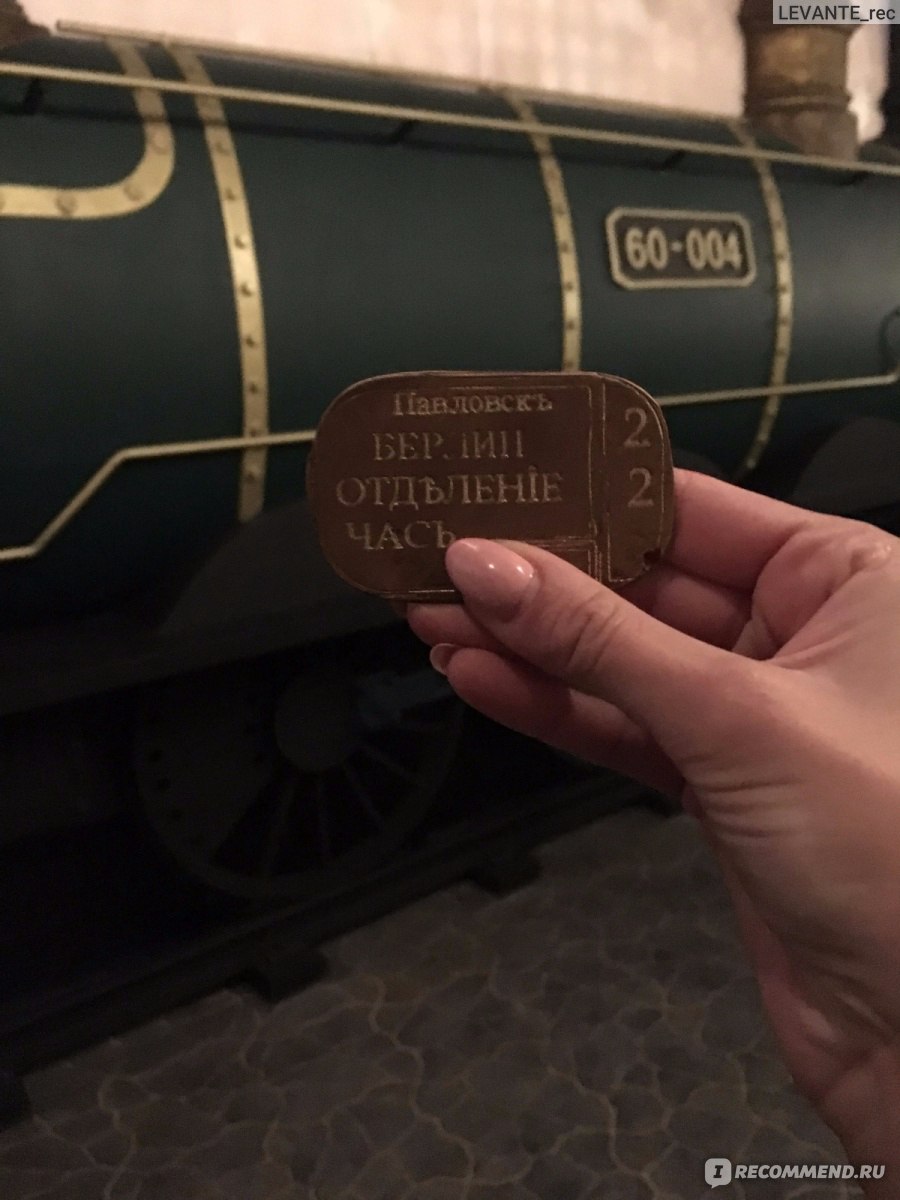 LEVANTE_rec
60-004
Павловскъ
БЕРЛИН
ОТДѢЛЕНІЕ
ЧАСЪ
2
2
RECOMMEND.RU